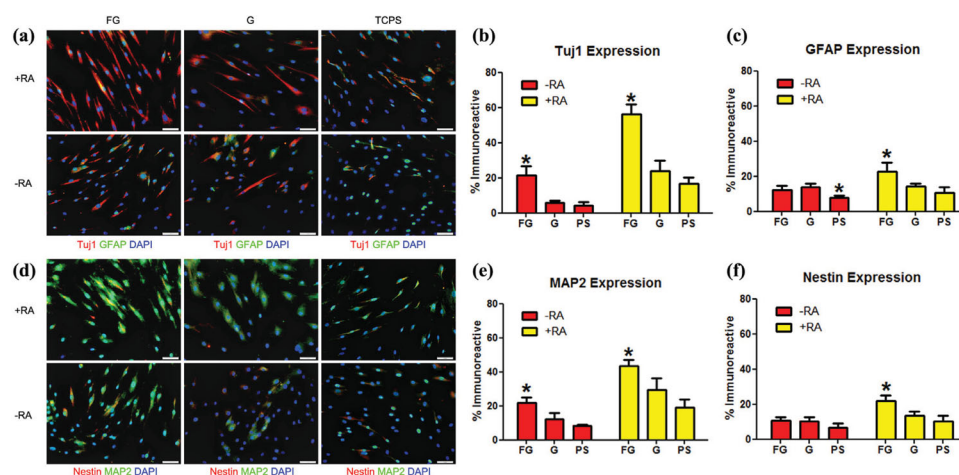 FG G TCPS
(a)
+RA
-RA
Tuj1 GFAP DAPI Tuj1 GFAP DAPI Tuj1 GFAP DAPI
(b)
Tuj1 Expression
% Immunoreactive
80
60
40
20
0
-RA
+RA
*
*
FG G PS FG G PS
(c)
GFAP Expression
% Immunoreactive
80
60
40
20
0
-RA
+RA
*
*
FG G PS FG G PS
(d)
+RA
-RA
Nestin MAP2 DAPI Nestin MAP2 DAPI Nestin MAP2 DAPI
(e)
MAP2 Expression
% Immunoreactive
80
60
40
20
0
-RA
+RA
*
*
FG G PS FG G PS
(f)
Nestin Expression
% Immunoreactive
80
60
40
20
0
-RA
+RA
*
FG G PS FG G PS